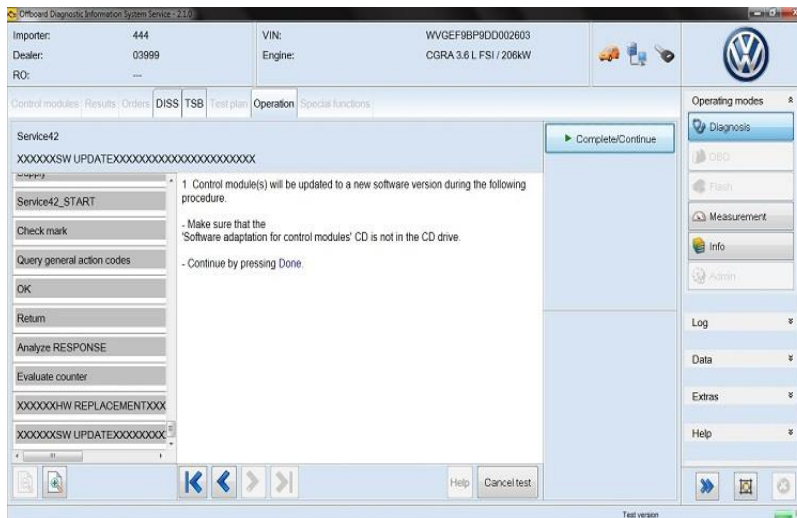 Offboard Diagnostic Information System Service - 2.1.0
Importer: 444 VIN: WVGEF9BP9DD002603
Dealer: 03999 Engine: CGRA 3.6 L FSI / 206kW
RO: ---
Control modules Results Orders DISS TSB Test plan Operation Special functions
Service42
XXXXXXSW UPDATEXXXXXXXXXXXXXXXXXXXXXXX
Complete/Continue
Supply
Service42_START
Check mark
Query general action codes
OK
Return
Analyze RESPONSE
Evaluate counter
XXXXXXHW REPLACEMENTXXX
XXXXXXSW UPDATEXXXXXXXX
1 Control module(s) will be updated to a new software version during the following
procedure.
- Make sure that the
'Software adaptation for control modules' CD is not in the CD drive.
- Continue by pressing Done.
Help Cancel test
Operating modes
Diagnosis
OBD
Flash
Measurement
Info
Admin
Log
Data
Extras
Help
Test version